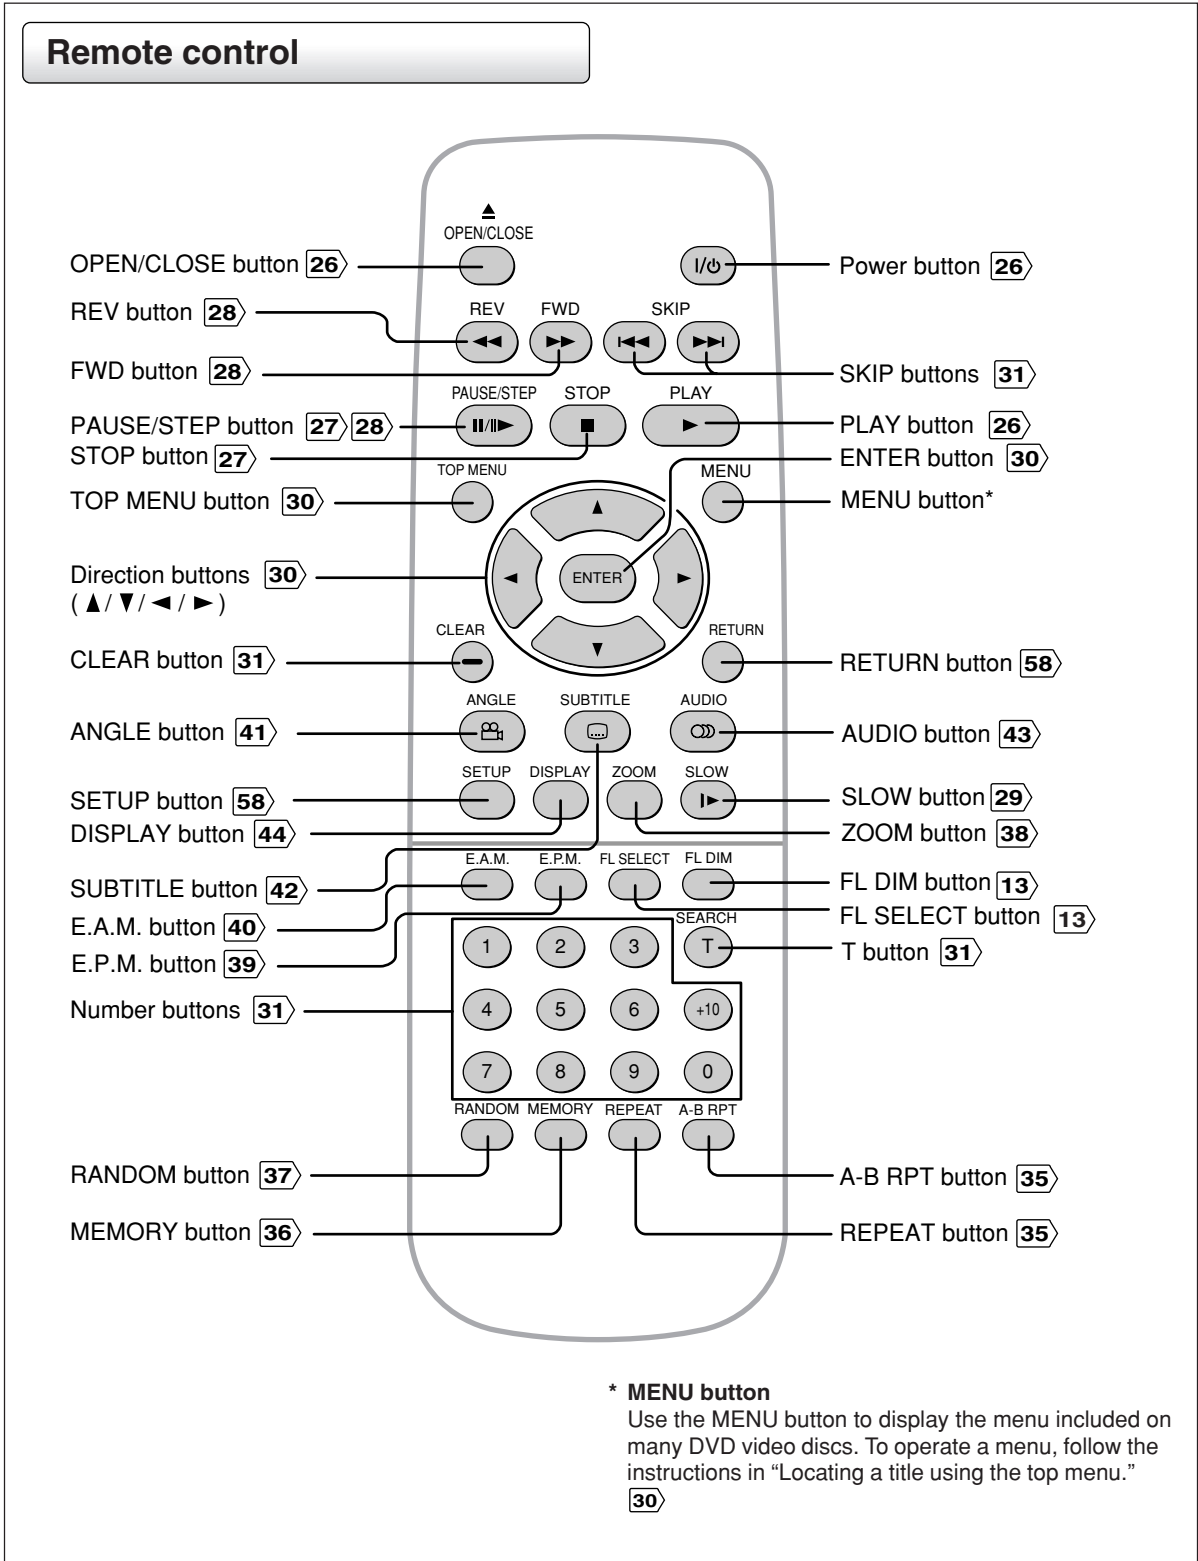 Remote control
OPEN/CLOSE
OPEN/CLOSE button 26
I/
Power button 26
REV button 28
REV FWD SKIP
FWD button 28
SKIP buttons 31
PAUSE/STEP STOP PLAY
PAUSE/STEP button 27 28
PLAY button 26
STOP button 27
ENTER button 30
TOP MENU
MENU
TOP MENU button 30
MENU button*
Direction buttons 30
(▲/▼/◄/►)
ENTER
CLEAR
RETURN
CLEAR button 31
RETURN button 58
ANGLE SUBTITLE AUDIO
ANGLE button 41
AUDIO button 43
SETUP DISPLAY ZOOM SLOW
SETUP button 58
SLOW button 29
DISPLAY button 44
ZOOM button 38
E.A.M. E.P.M. FL SELECT FL DIM
SUBTITLE button 42
FL DIM button 13
E.A.M. button 40
FL SELECT button 13
SEARCH
E.P.M. button 39
1 2 3 T
T button 31
Number buttons 31
4 5 6 +10
7 8 9 0
RANDOM MEMORY REPEAT A-B RPT
RANDOM button 37
A-B RPT button 35
MEMORY button 36
REPEAT button 35
* MENU button
Use the MENU button to display the menu included on
many DVD video discs. To operate a menu, follow the
instructions in “Locating a title using the top menu.”
30